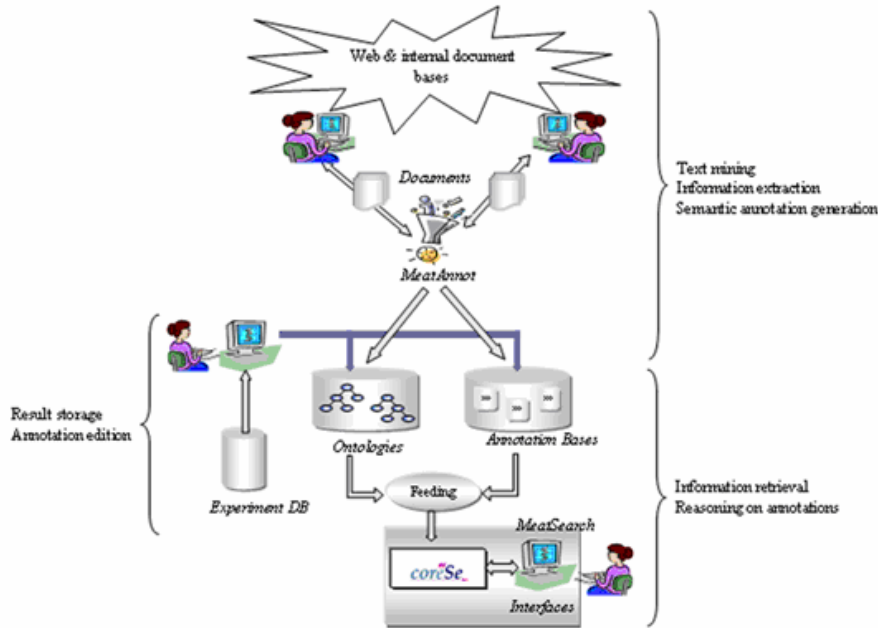 Web & internal document
bases
Documents
MeatAnnot
Text mining
Information extraction
Semantic annotation generation
Result storage
Annotation edition
Ontologies
Annotation Bases
Experiment DB
Feeding
Information retrieval
Reasoning on annotations
MeatSearch
coreSe
Interfaces